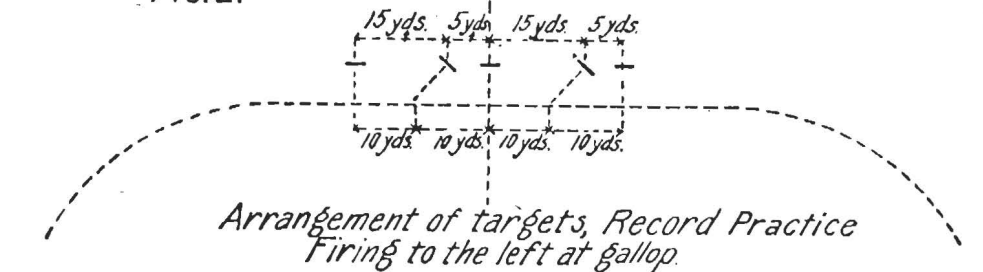 15 yds. 5 yds. 15 yds. 5 yds.
10 yds. 10 yds. 10 yds. 10 yds.
Arrangement of targets, Record Practice
Firing to the left at gallop.